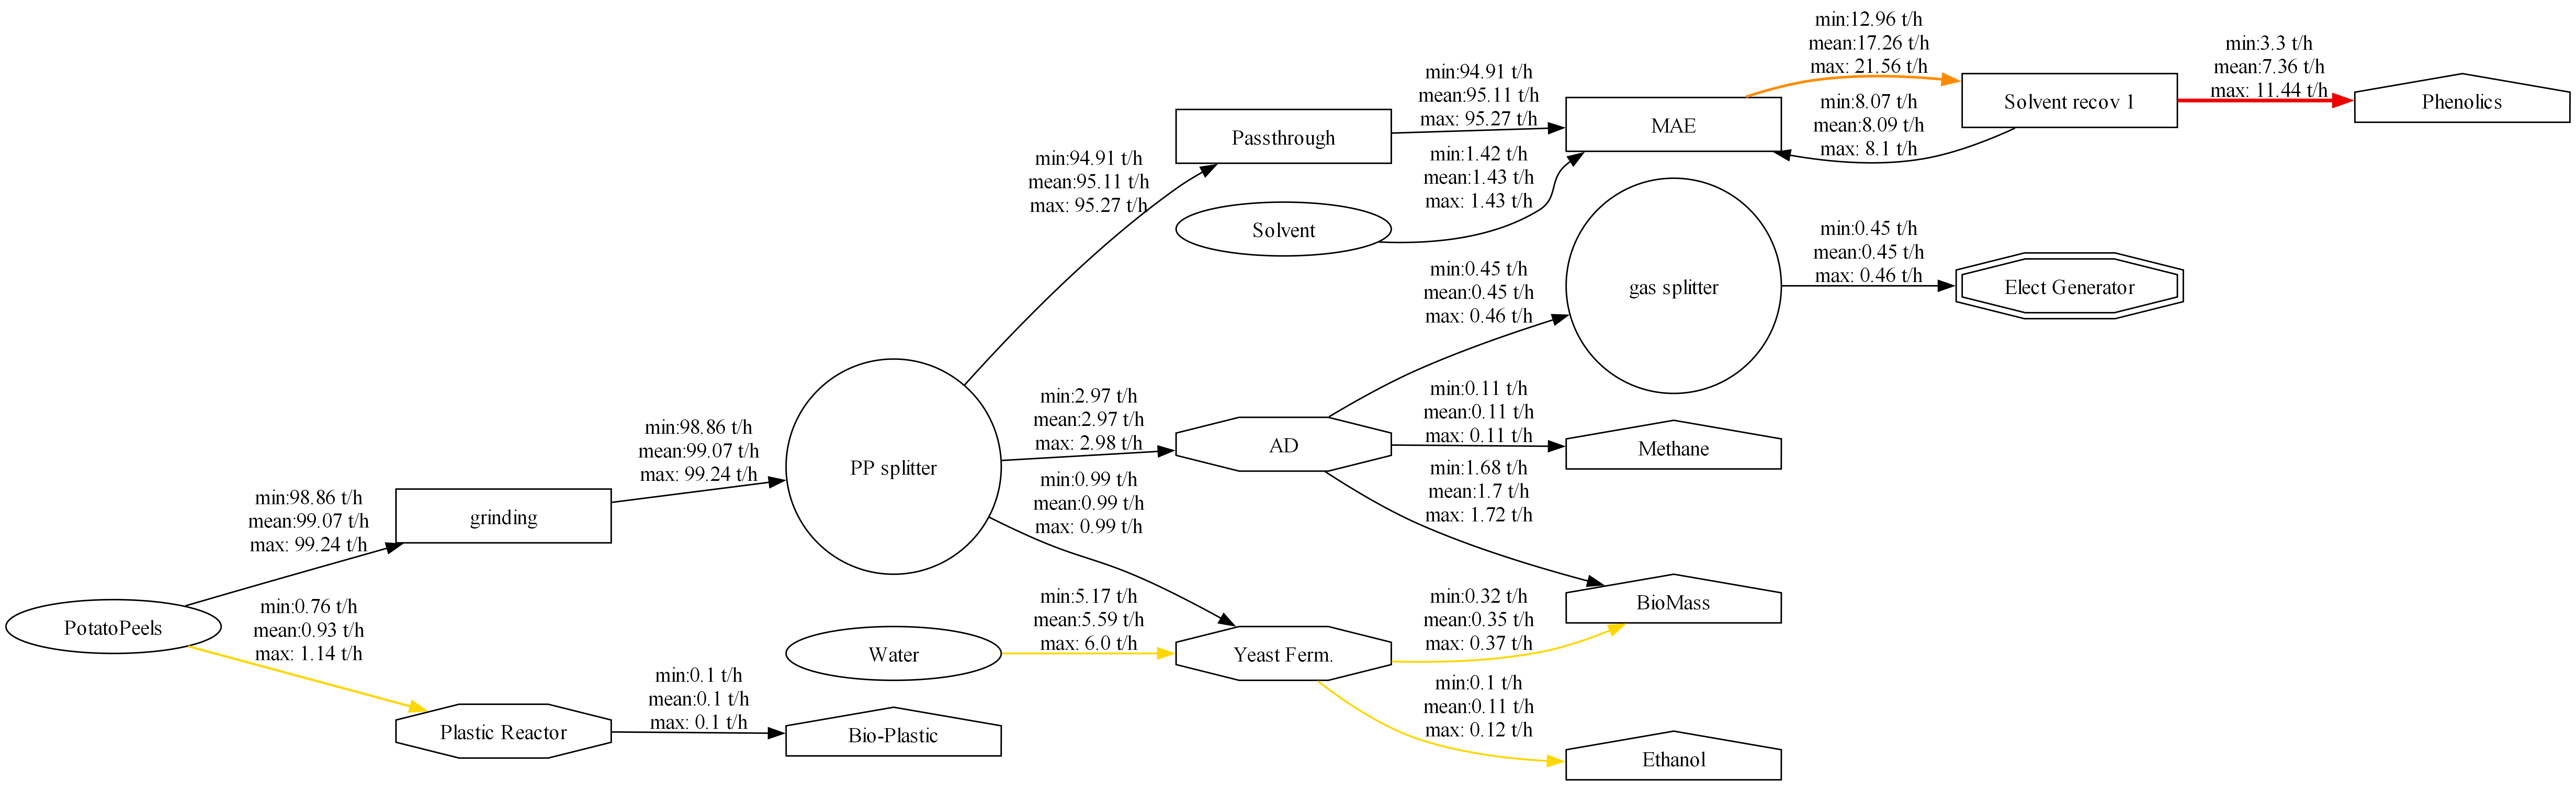 PotatoPeels
min:98.86 t/h
mean:99.07 t/h
max: 99.24 t/h
min:0.76 t/h
mean:0.93 t/h
max: 1.14 t/h
grinding
Plastic Reactor
min:98.86 t/h
mean:99.07 t/h
max: 99.24 t/h
min:0.1 t/h
mean:0.1 t/h
max: 0.1 t/h
PP splitter
Water
Bio-Plastic
min:94.91 t/h
mean:95.11 t/h
max: 95.27 t/h
min:2.97 t/h
mean:2.97 t/h
max: 2.98 t/h
min:0.99 t/h
mean:0.99 t/h
max: 0.99 t/h
min:5.17 t/h
mean:5.59 t/h
max: 6.0 t/h
Passthrough
Solvent
AD
Yeast Ferm.
min:94.91 t/h
mean:95.11 t/h
max: 95.27 t/h
min:1.42 t/h
mean:1.43 t/h
max: 1.43 t/h
min:0.45 t/h
mean:0.45 t/h
max: 0.46 t/h
min:0.11 t/h
mean:0.11 t/h
max: 0.11 t/h
min:1.68 t/h
mean:1.7 t/h
max: 1.72 t/h
min:0.32 t/h
mean:0.35 t/h
max: 0.37 t/h
min:0.1 t/h
mean:0.11 t/h
max: 0.12 t/h
MAE
gas splitter
Methane
BioMass
Ethanol
min:12.96 t/h
mean:17.26 t/h
max: 21.56 t/h
min:8.07 t/h
mean:8.09 t/h
max: 8.1 t/h
min:0.45 t/h
mean:0.45 t/h
max: 0.46 t/h
Solvent recov 1
Elect Generator
min:3.3 t/h
mean:7.36 t/h
max: 11.44 t/h
Phenolics